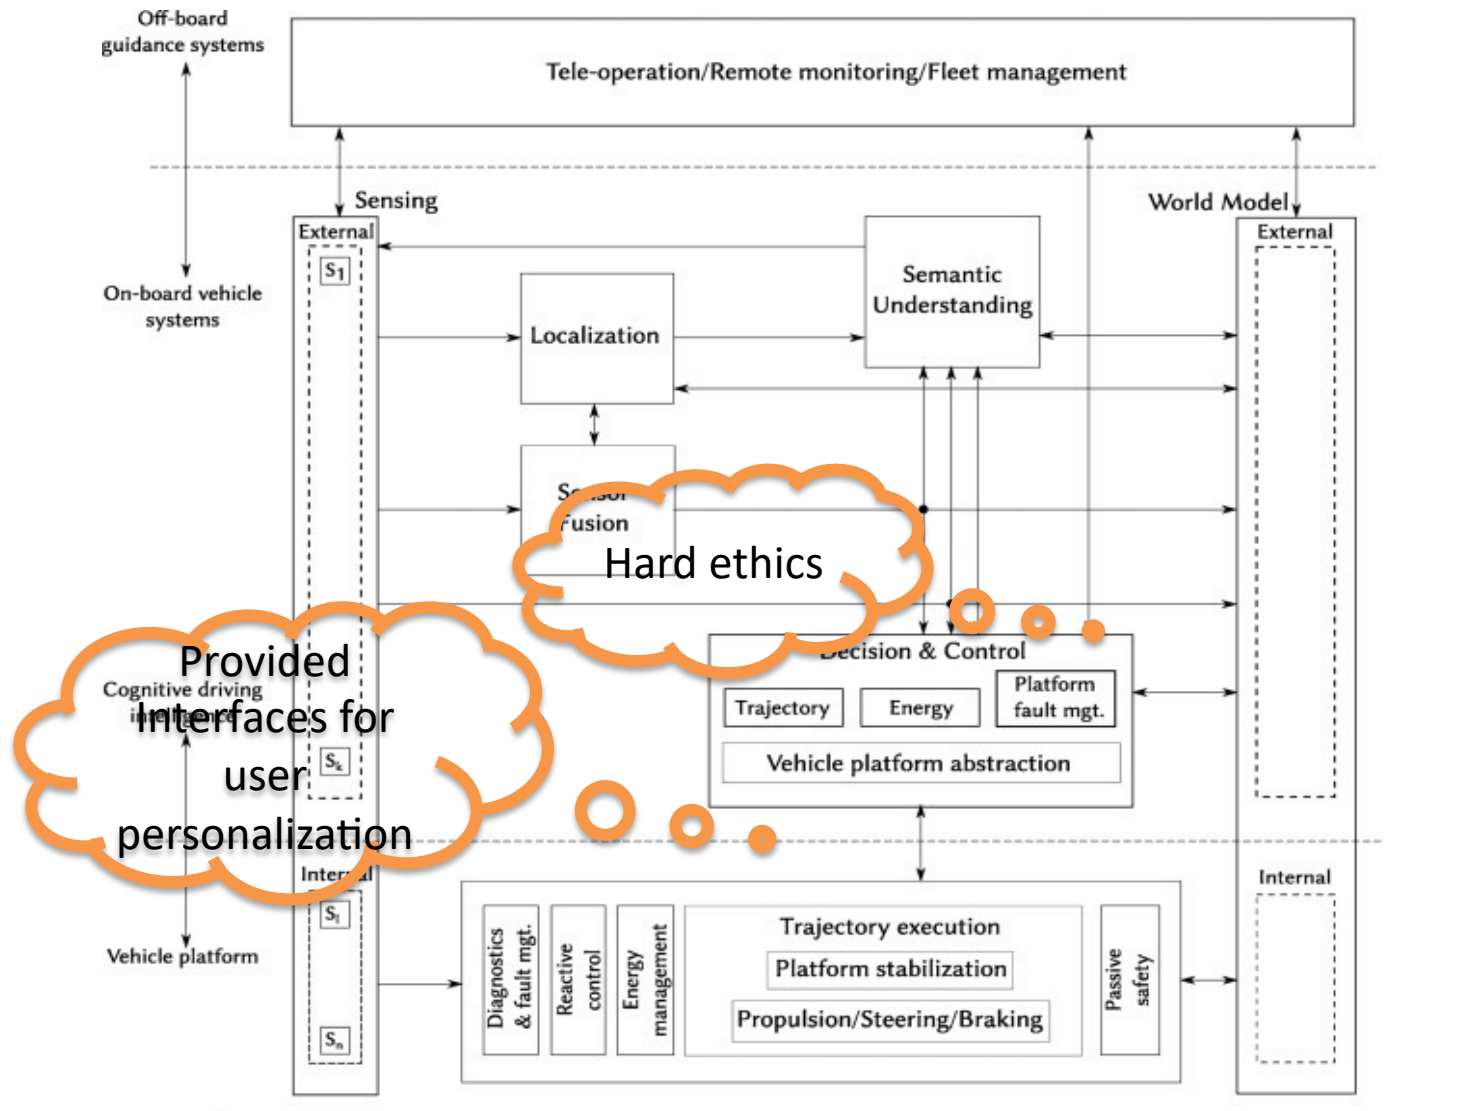 Off-board
guidance systems
Tele-operation/Remote monitoring/Fleet management
Sensing
World Model
External
External
S1
Semantic
Understanding
On-board vehicle
systems
Localization
Sensor
Fusion
Hard ethics
Decision & Control
Provided
Interfaces for
user
personalization
Cognitive driving
intelligence
Trajectory
Energy
Platform
fault mgt.
Sk
Vehicle platform abstraction
Internal
Internal
Sl
Vehicle platform
Diagnostics
& fault mgt.
Reactive
control
Energy
management
Trajectory execution
Platform stabilization
Propulsion/Steering/Braking
Passive
safety
Sn